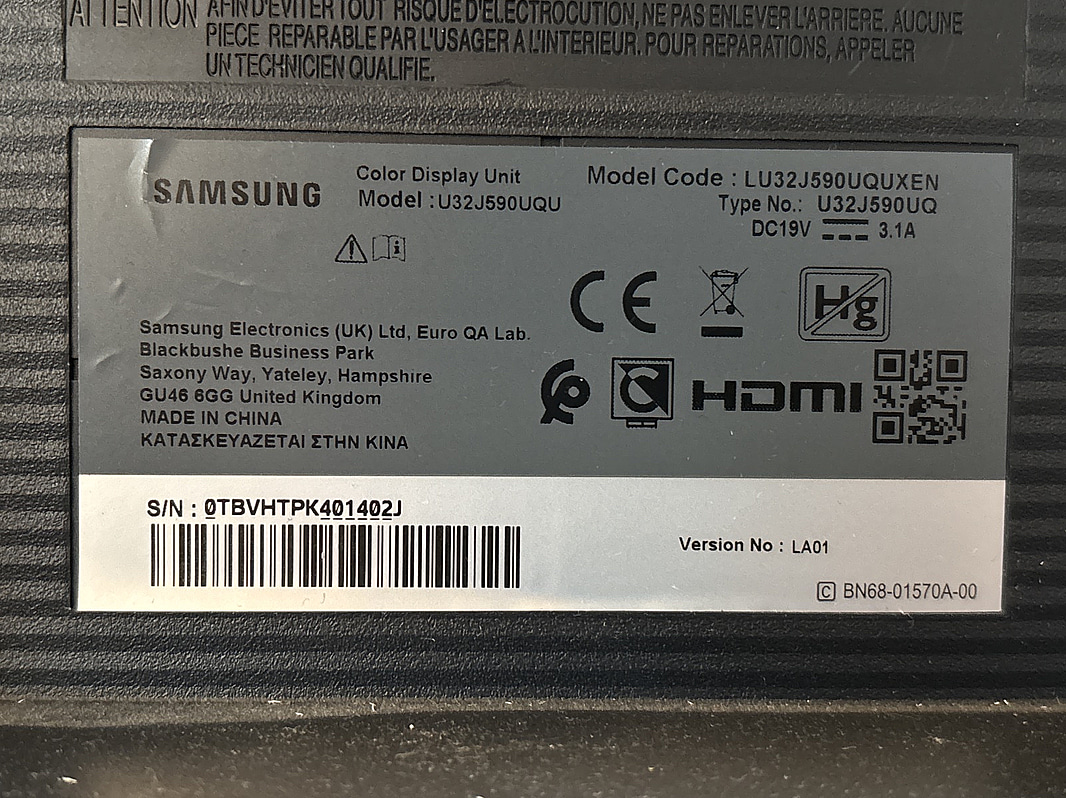 ATTENTION AFIN D'EVITER TOUT RISQUE D'ELECTROCUTION, NE PAS ENLEVER L'ARRIERE. AUCUNE
PIECE REPARABLE PAR L'USAGER A L'INTERIEUR. POUR REPARATIONS, APPELER
UN TECHNICIEN QUALIFIE.
SAMSUNG
Color Display Unit
Model : U32J590UQU
Model Code : LU32J590UQUXEN
Type No.: U32J590UQ
DC19V 3.1A
CE
Hg
Samsung Electronics (UK) Ltd, Euro QA Lab.
Blackbushe Business Park
Saxony Way, Yateley, Hampshire
GU46 6GG United Kingdom
MADE IN CHINA
ΚΑΤΑΣΚΕΥΑΖΕΤΑΙ ΣΤΗΝ ΚΙΝΑ
HDMI
S/N : 0TBVHTPK401402J
Version No : LA01
C BN68-01570A-00